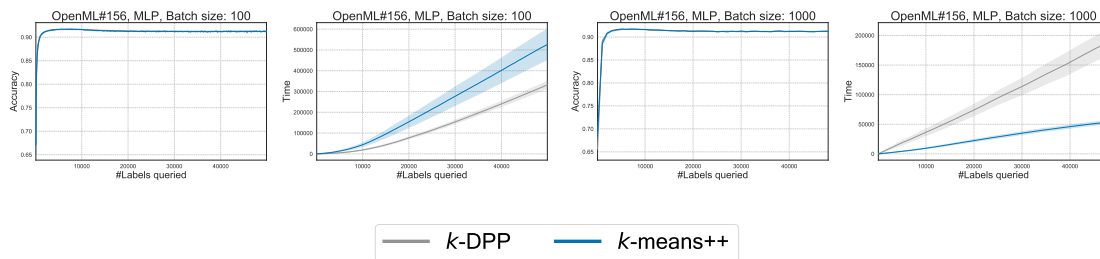 OpenML#156, MLP, Batch size: 100
0.90
0.85
0.80
0.75
0.70
0.65
Accuracy
10000 20000 30000 40000
#Labels queried
OpenML#156, MLP, Batch size: 100
600000
500000
400000
300000
200000
100000
0
Time
10000 20000 30000 40000
#Labels queried
OpenML#156, MLP, Batch size: 1000
0.90
0.85
0.80
0.75
0.70
0.65
Accuracy
10000 20000 30000 40000
#Labels queried
OpenML#156, MLP, Batch size: 1000
200000
150000
100000
50000
0
Time
10000 20000 30000 40000
#Labels queried
k-DPP k-means++